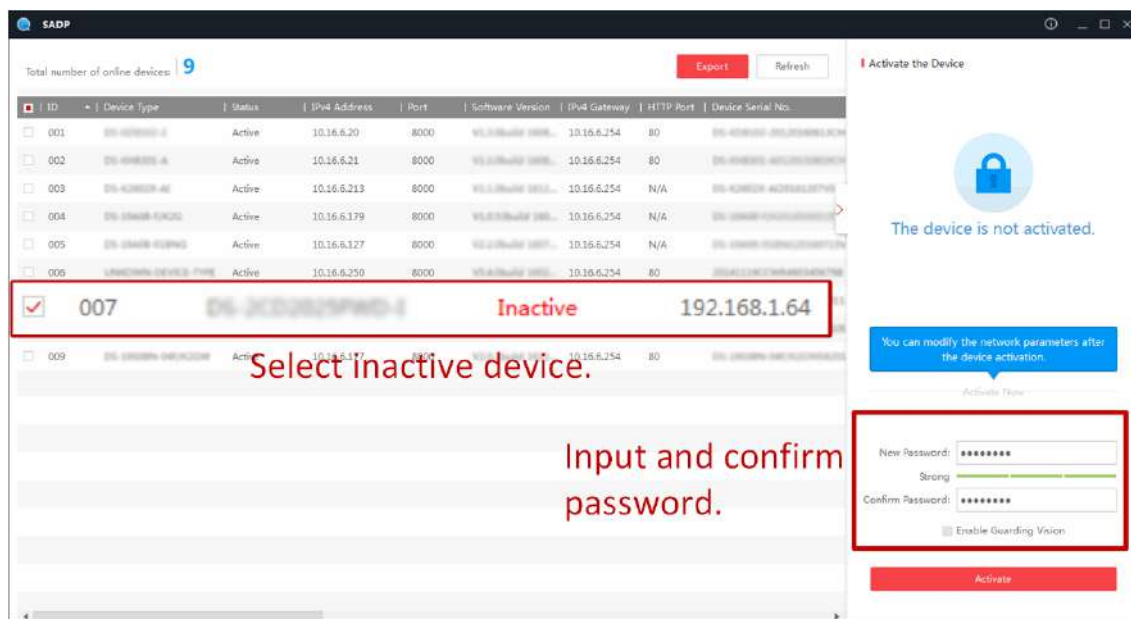 SADP
Total number of online devices: 9
Export
Refresh
Activate the Device
ID Device Type Status IPv4 Address Port Software Version IPv4 Gateway HTTP Port Device Serial No.
001 Active 10.16.6.20 8000 10.16.6.254 80
002 Active 10.16.6.21 8000 10.16.6.254 80
003 Active 10.16.6.213 8000 10.16.6.254 N/A
004 Active 10.16.6.179 8000 10.16.6.254 N/A
005 Active 10.16.6.127 8000 10.16.6.254 N/A
006 Active 10.16.6.250 8000 10.16.6.254 80
007 Inactive 192.168.1.64
009 Active 8000 10.16.6.254 80
Select inactive device.
Input and confirm
password.
The device is not activated.
You can modify the network parameters after
the device activation.
Activate Now
New Password: ●●●●●●●●
Strong
Confirm Password: ●●●●●●●●
Enable Guarding Vision
Activate